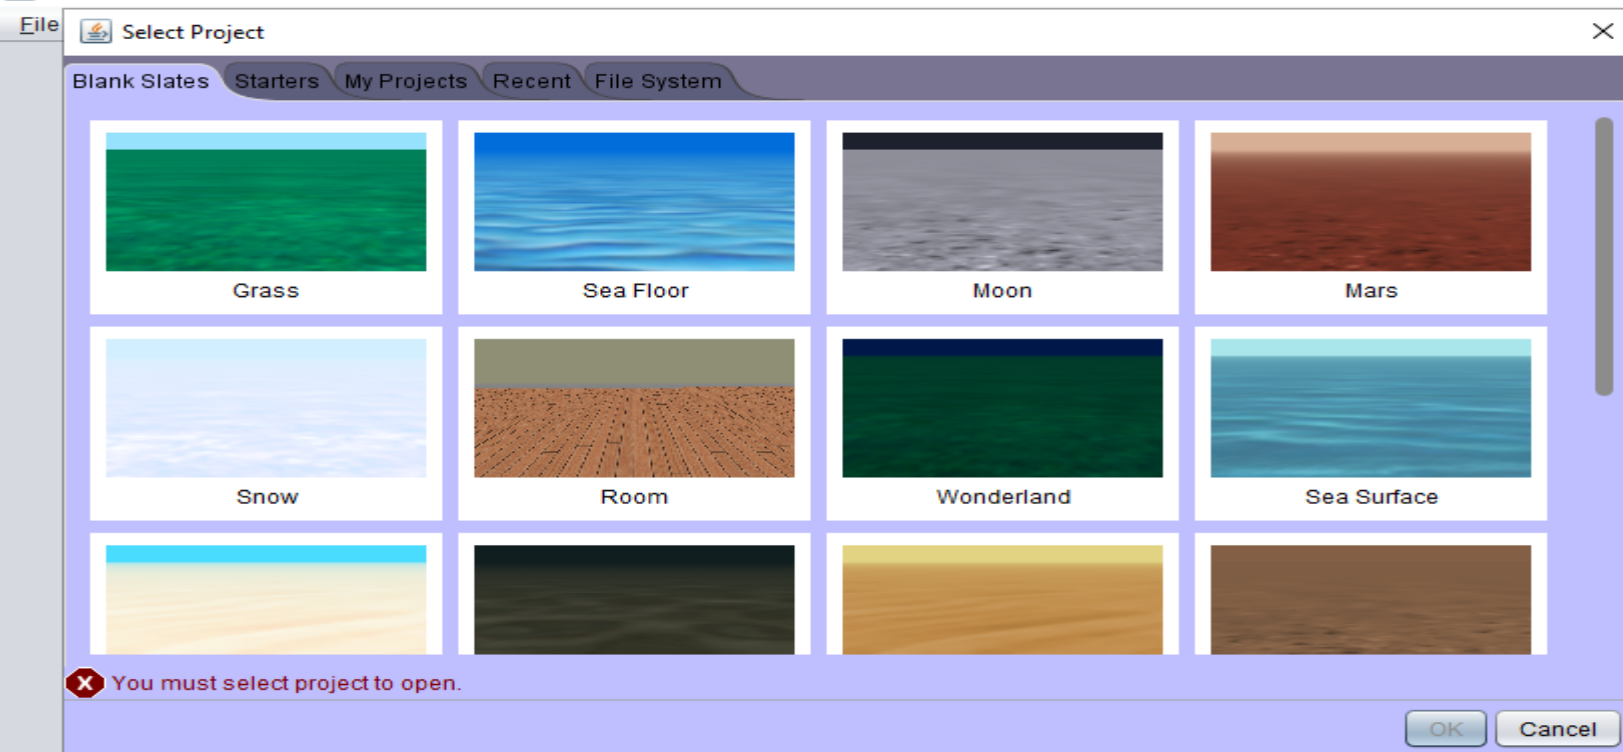 File
Select Project
Blank Slates Starters My Projects Recent File System
Grass Sea Floor Moon Mars
Snow Room Wonderland Sea Surface
You must select project to open.
OK Cancel